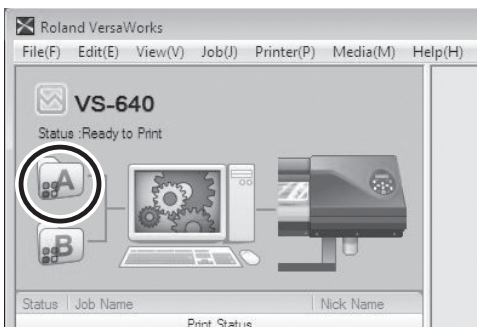 Roland VersaWorks
File(F) Edit(E) View(V) Job(J) Printer(P) Media(M) Help(H)
VS-640
Status :Ready to Print
A
B
Status Job Name Nick Name
Print Status